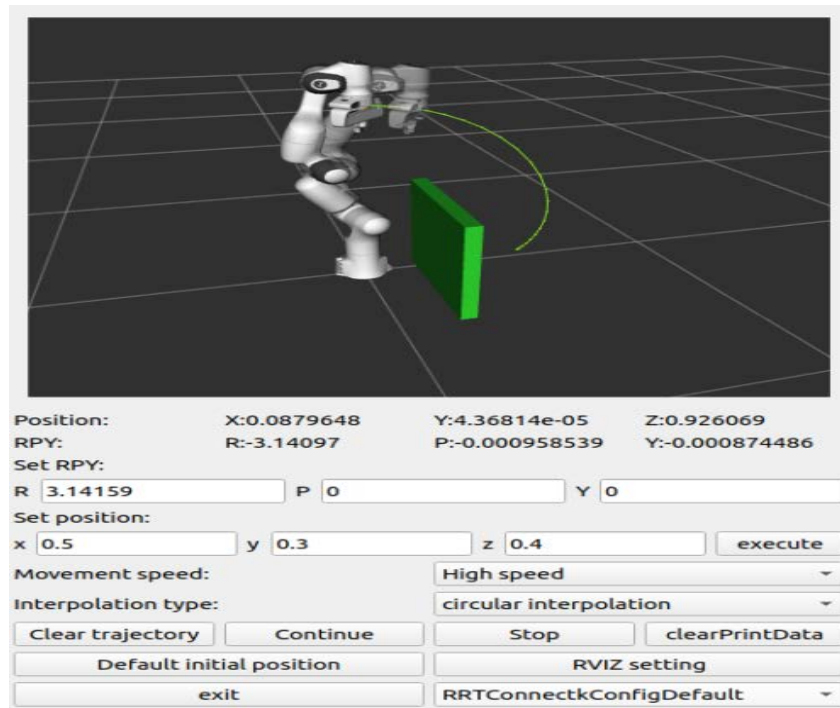 Position: X:0.0879648 Y:4.36814e-05 Z:0.926069
RPY: R:-3.14097 P:-0.000958539 Y:-0.000874486
Set RPY:
R 3.14159 P 0 Y 0
Set position:
x 0.5 y 0.3 z 0.4 execute
Movement speed: High speed
Interpolation type: circular interpolation
Clear trajectory Continue Stop clearPrintData
Default initial position RVIZ setting
exit RRTConnectkConfigDefault